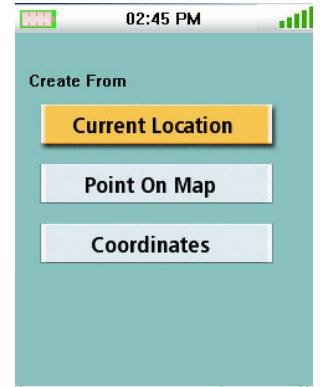 02:45 PM
Create From
Current Location
Point On Map
Coordinates